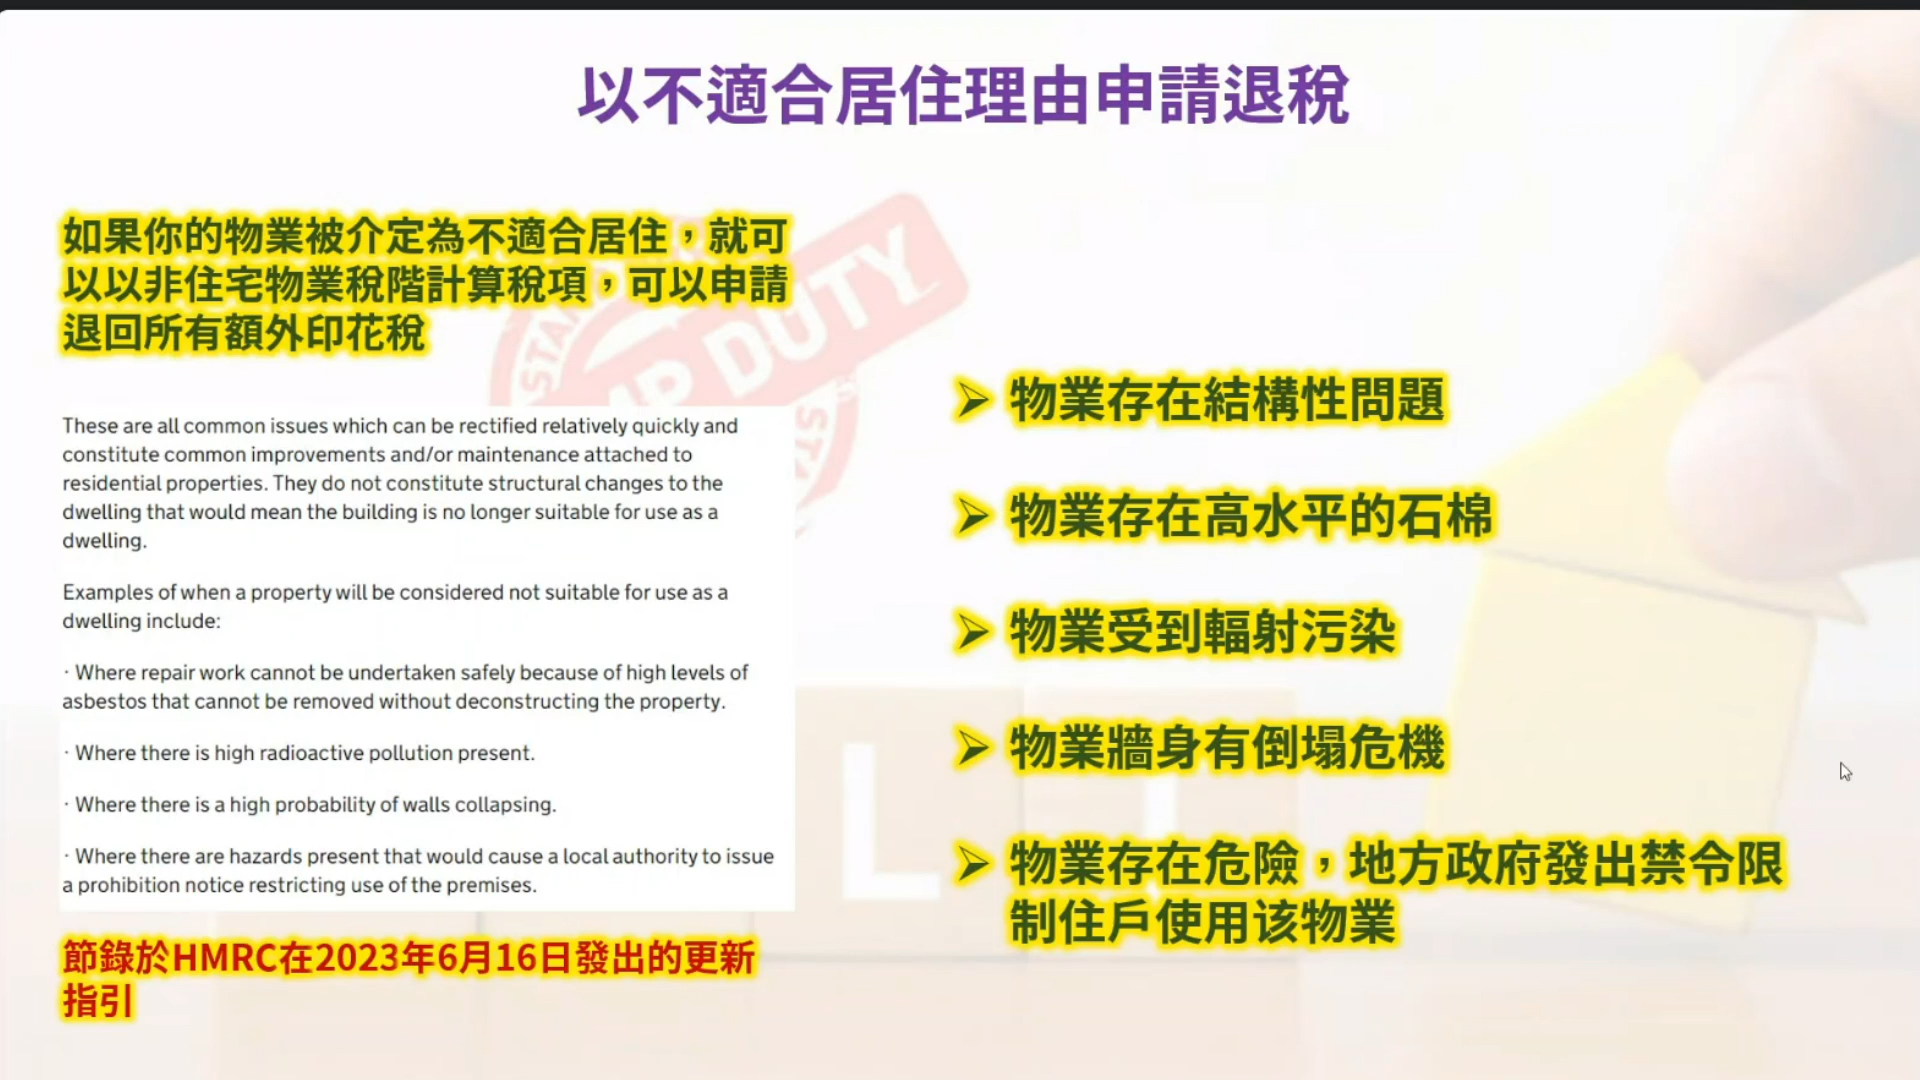 以不適合居住理由申請退稅
如果你的物業被介定為不適合居住，就可
以以非住宅物業稅階計算稅項，可以申請
退回所有額外印花稅
These are all common issues which can be rectified relatively quickly and
constitute common improvements and/or maintenance attached to
residential properties. They do not constitute structural changes to the
dwelling that would mean the building is no longer suitable for use as a
dwelling.
Examples of when a property will be considered not suitable for use as a
dwelling include:
· Where repair work cannot be undertaken safely because of high levels of
asbestos that cannot be removed without deconstructing the property.
· Where there is high radioactive pollution present.
· Where there is a high probability of walls collapsing.
· Where there are hazards present that would cause a local authority to issue
a prohibition notice restricting use of the premises.
節錄於HMRC在2023年6月16日發出的更新
指引
➢ 物業存在結構性問題
➢ 物業存在高水平的石棉
➢ 物業受到輻射污染
➢ 物業牆身有倒塌危機
➢ 物業存在危險，地方政府發出禁令限
制住戶使用该物業
MP DUTY
STAM
STA
L